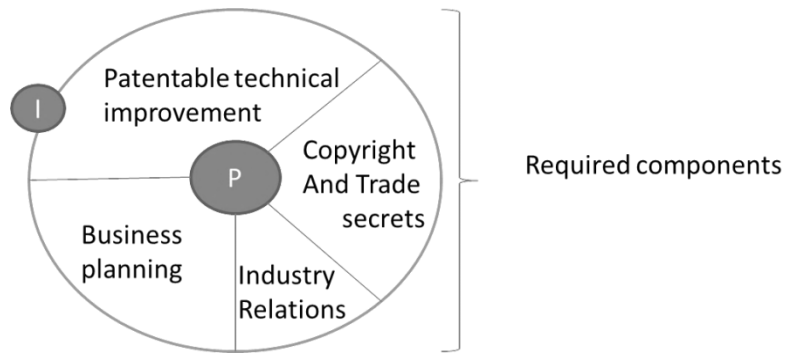 Patentable technical
improvement
I
P
Copyright
And Trade
secrets
Required components
Business
planning
Industry
Relations